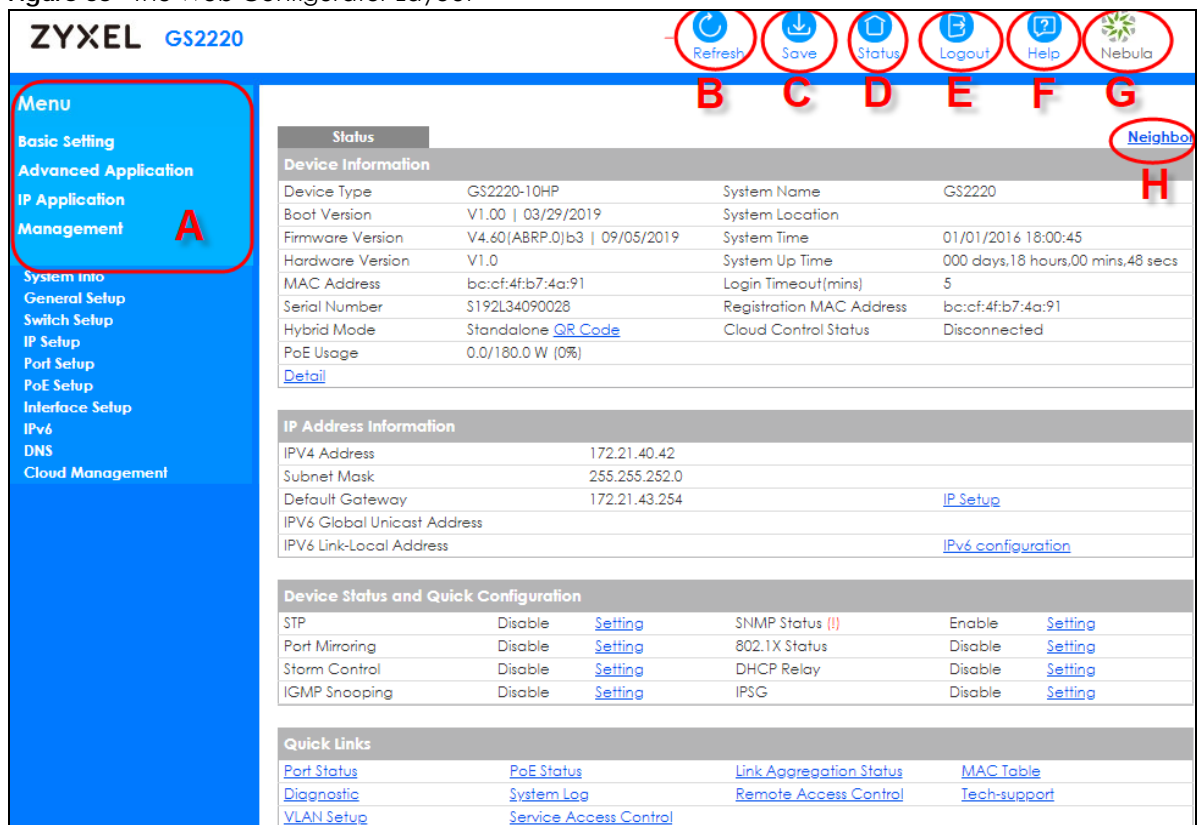 ZYXEL GS2220
Refresh Save Status Logout Help Nebula
B C D E F G
Menu
Basic Setting
Advanced Application
IP Application
Management
A
System Info
General Setup
Switch Setup
IP Setup
Port Setup
PoE Setup
Interface Setup
IPv6
DNS
Cloud Management
Status
Neighbor
H
Device Information
Device Type GS2220-10HP System Name GS2220
Boot Version V1.00 | 03/29/2019 System Location
Firmware Version V4.60(ABRP.0)b3 | 09/05/2019 System Time 01/01/2016 18:00:45
Hardware Version V1.0 System Up Time 000 days,18 hours,00 mins,48 secs
MAC Address bc:cf:4f:b7:4a:91 Login Timeout(mins) 5
Serial Number S192L34090028 Registration MAC Address bc:cf:4f:b7:4a:91
Hybrid Mode Standalone QR Code Cloud Control Status Disconnected
PoE Usage 0.0/180.0 W (0%)
Detail
IP Address Information
IPV4 Address 172.21.40.42
Subnet Mask 255.255.252.0
Default Gateway 172.21.43.254 IP Setup
IPV6 Global Unicast Address
IPV6 Link-Local Address IPv6 configuration
Device Status and Quick Configuration
STP Disable Setting SNMP Status (!) Enable Setting
Port Mirroring Disable Setting 802.1X Status Disable Setting
Storm Control Disable Setting DHCP Relay Disable Setting
IGMP Snooping Disable Setting IPSG Disable Setting
Quick Links
Port Status PoE Status Link Aggregation Status MAC Table
Diagnostic System Log Remote Access Control Tech-support
VLAN Setup Service Access Control